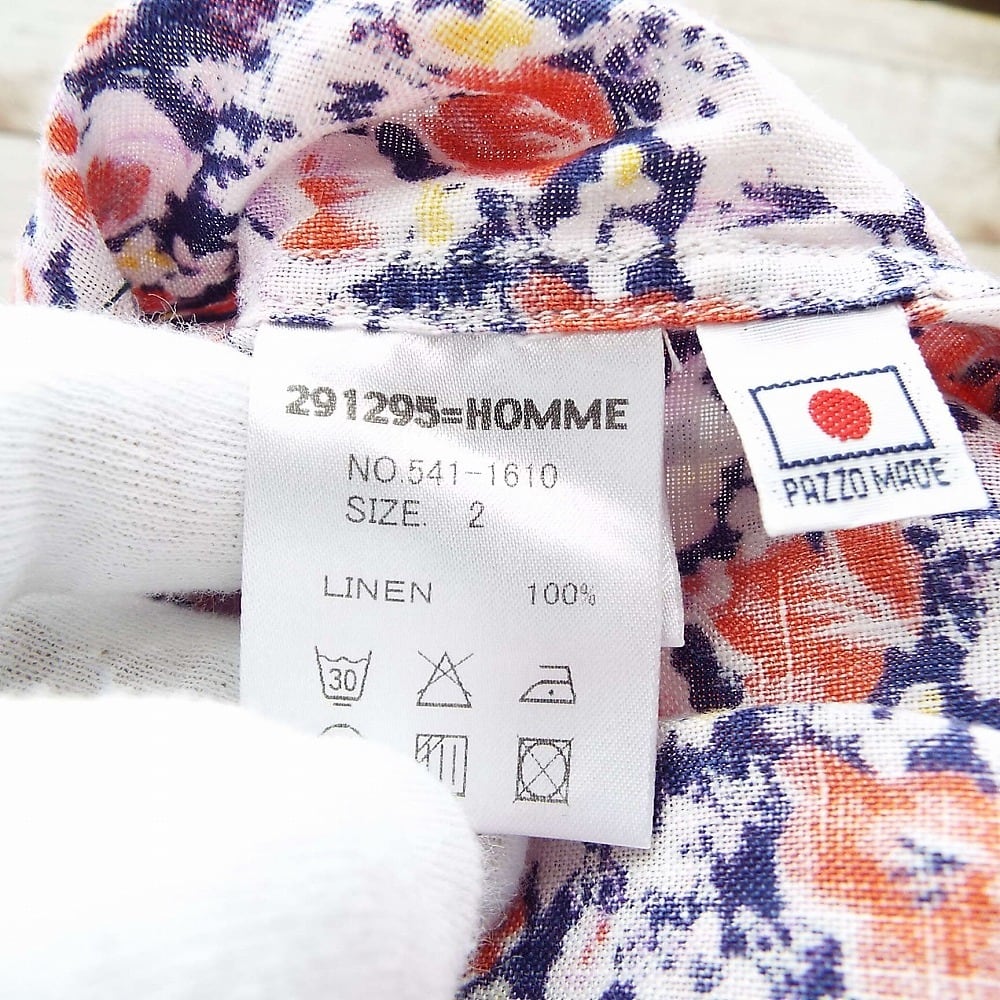 291295=HOMME
NO.541-1610
SIZE. 2
LINEN 100%
30
PAZZO MADE